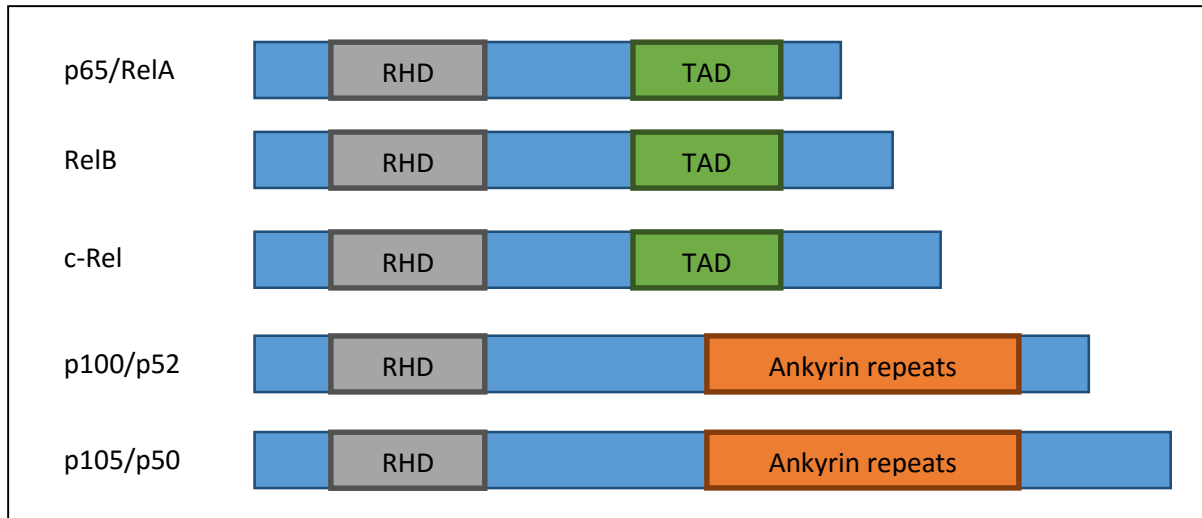 p65/RelA RHD TAD
RelB RHD TAD
c-Rel RHD TAD
p100/p52 RHD Ankyrin repeats
p105/p50 RHD Ankyrin repeats